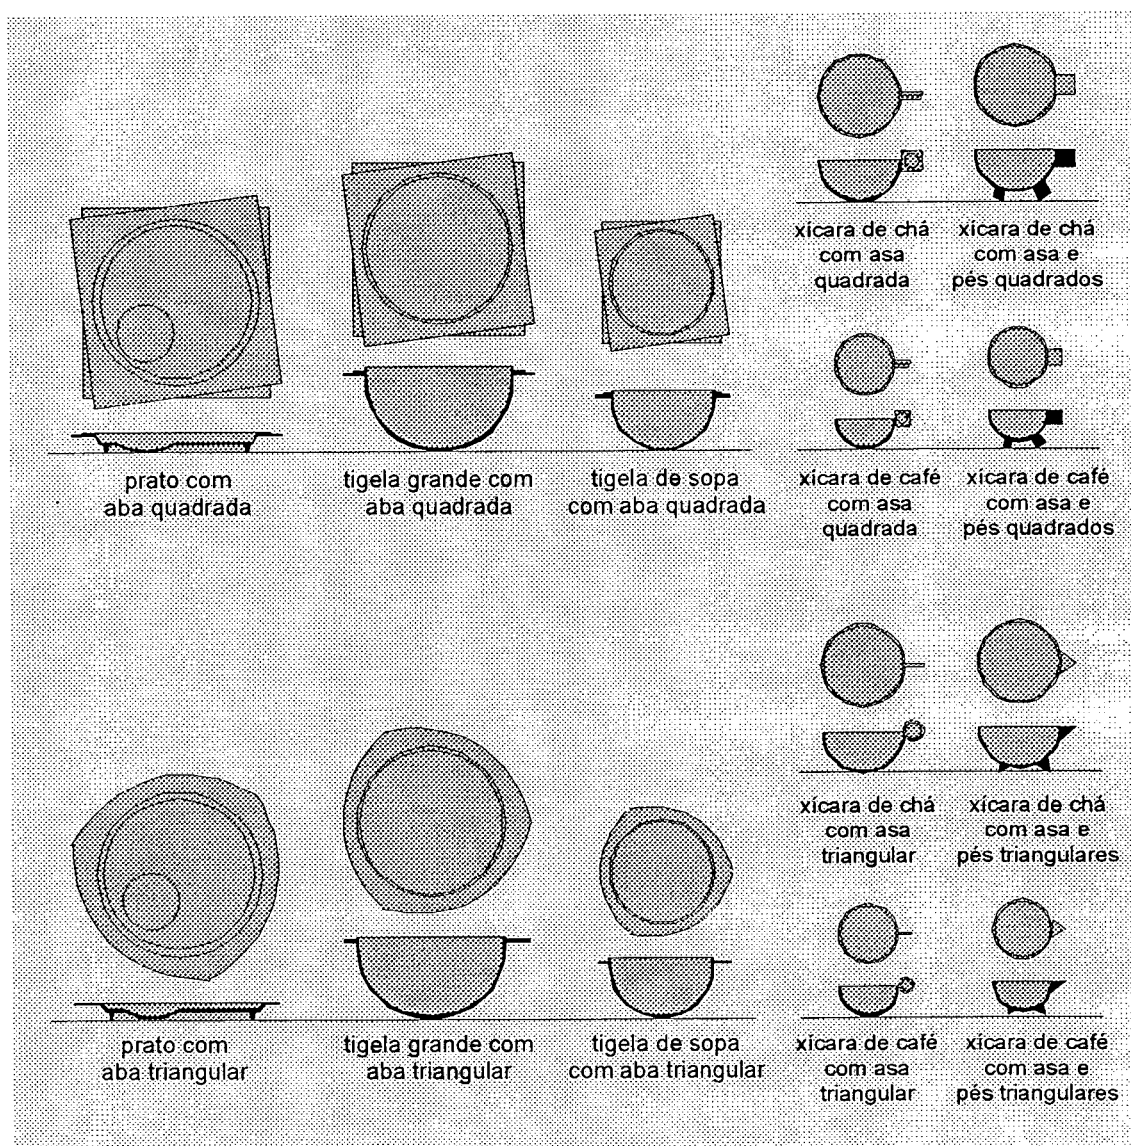 xícara de chá
com asa
quadrada
xícara de chá
com asa e
pés quadrados
prato com
aba quadrada
tigela grande com
aba quadrada
tigela de sopa
com aba quadrada
xícara de café
com asa
quadrada
xícara de café
com asa e
pés quadrados
xícara de chá
com asa
triangular
xícara de chá
com asa e
pés triangulares
prato com
aba triangular
tigela grande com
aba triangular
tigela de sopa
com aba triangular
xícara de café
com asa
triangular
xícara de café
com asa e
pés triangulares